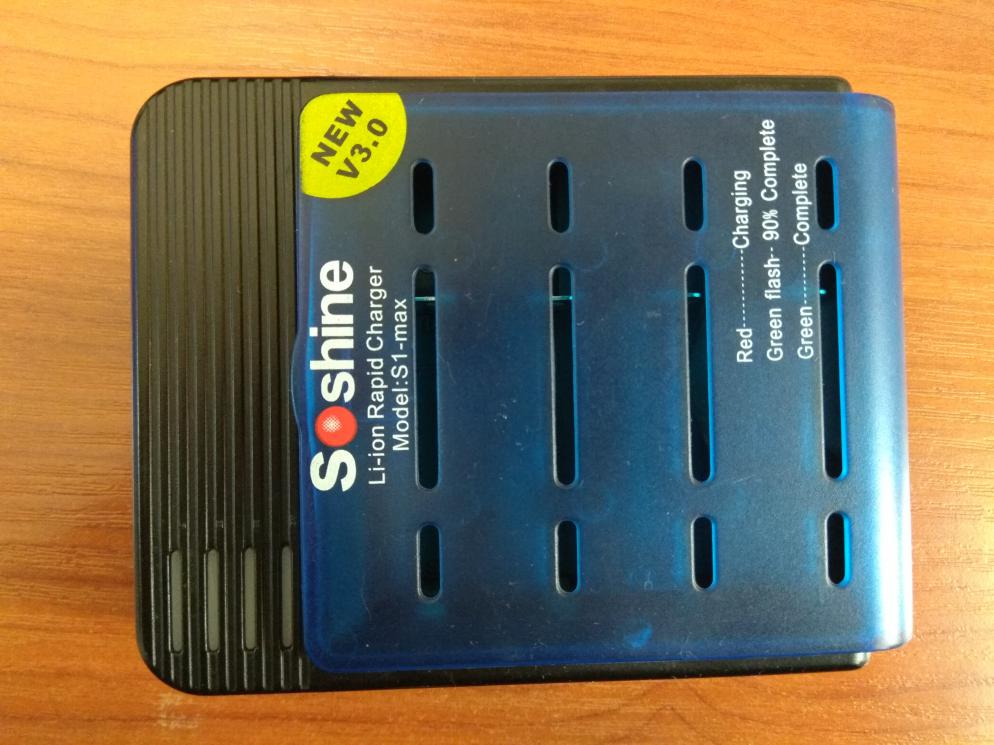 NEW
V3.0
Soshine
Li-ion Rapid Charger
Model:S1-max
Red-----------Charging
Green flash-- 90% Complete
Green---------Complete